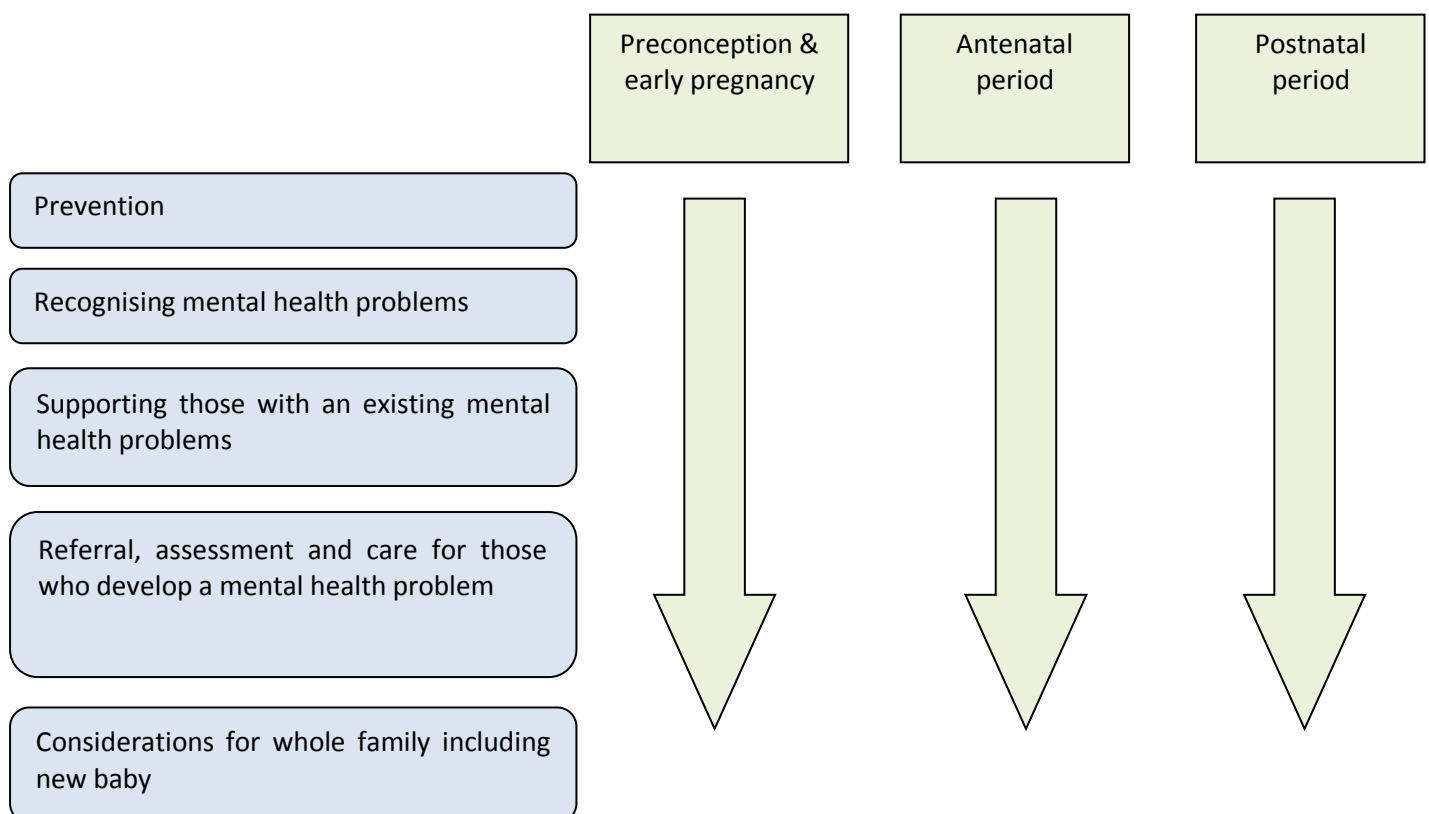 Preconception &
early pregnancy
Antenatal
period
Postnatal
period
Prevention
Recognising mental health problems
Supporting those with an existing mental
health problems
Referral, assessment and care for those
who develop a mental health problem
Considerations for whole family including
new baby